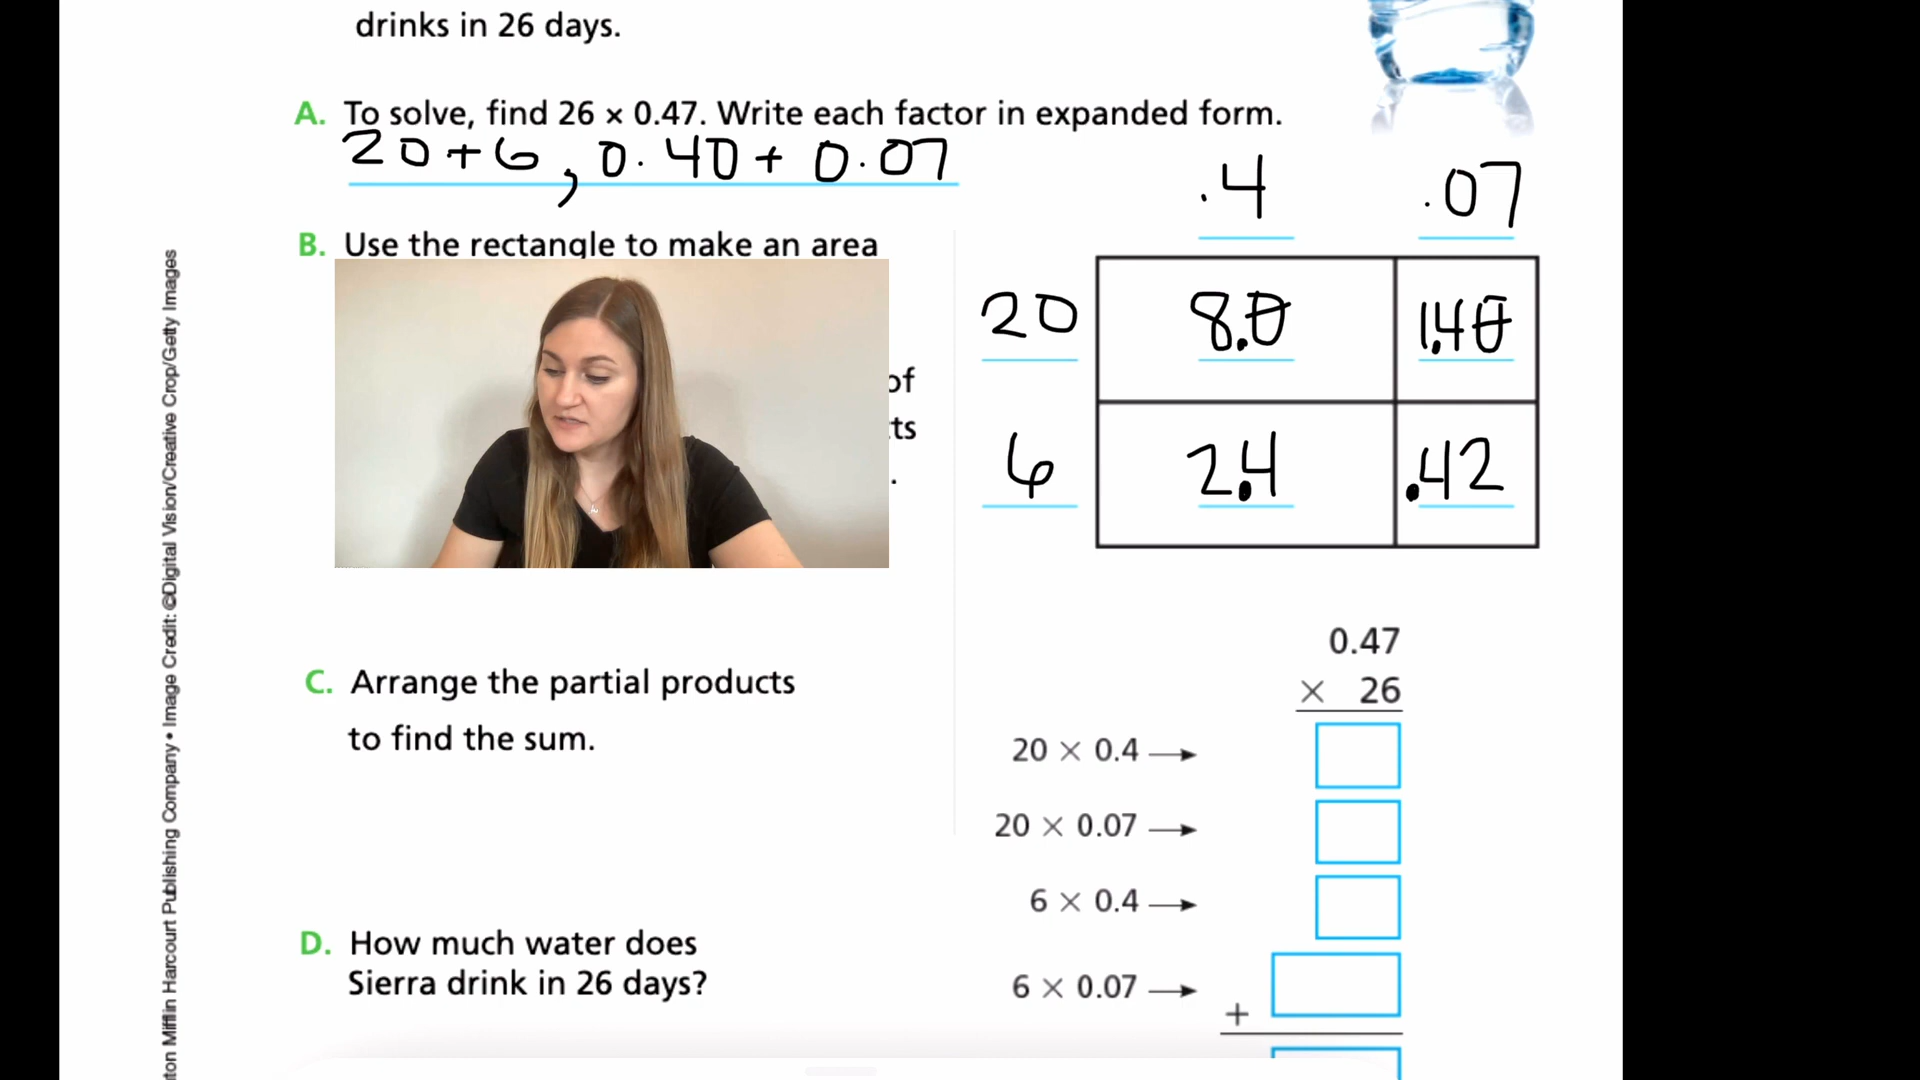 drinks in 26 days.
A. To solve, find 26 × 0.47. Write each factor in expanded form.
20+6, 0.40+ 0.07
.4 .07
B. Use the rectangle to make an area
of
ts
.
20 8.0 1.40
6 2.4 .42
C. Arrange the partial products
to find the sum.
0.47
× 26
20 × 0.4 →
20 × 0.07 →
6 × 0.4 →
6 × 0.07 →
+
D. How much water does
Sierra drink in 26 days?
ton Mifflin Harcourt Publishing Company • Image Credit: ©Digital Vision/Creative Crop/Getty Images